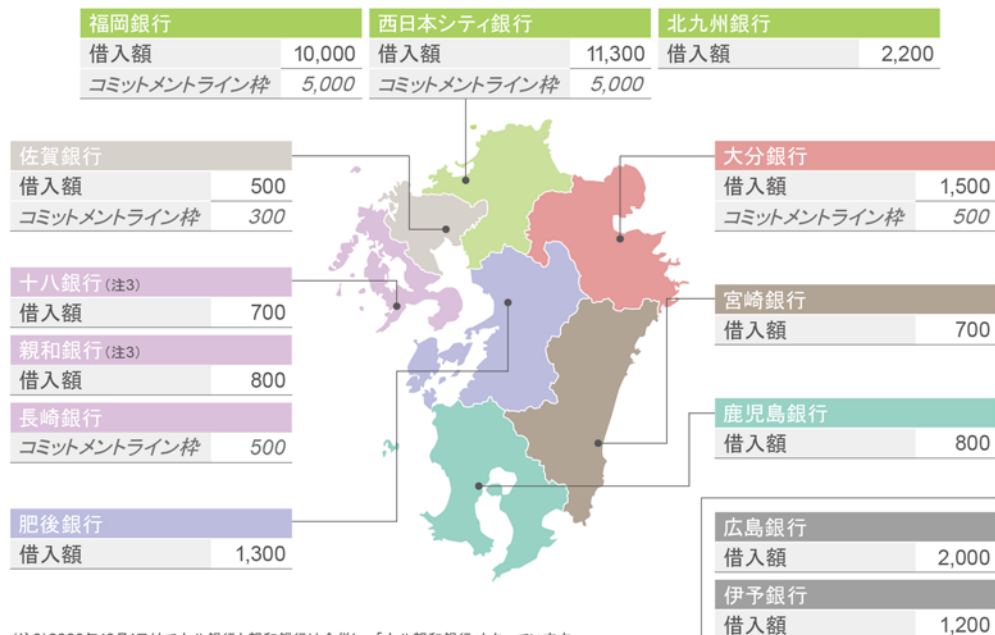 福岡銀行
借入額 10,000
コミットメントライン枠 5,000
西日本シティ銀行
借入額 11,300
コミットメントライン枠 5,000
北九州銀行
借入額 2,200
佐賀銀行
借入額 500
コミットメントライン枠 300
十八銀行(注3)
借入額 700
親和銀行(注3)
借入額 800
長崎銀行
コミットメントライン枠 500
肥後銀行
借入額 1,300
大分銀行
借入額 1,500
コミットメントライン枠 500
宮崎銀行
借入額 700
鹿児島銀行
借入額 800
広島銀行
借入額 2,000
伊予銀行
借入額 1,200